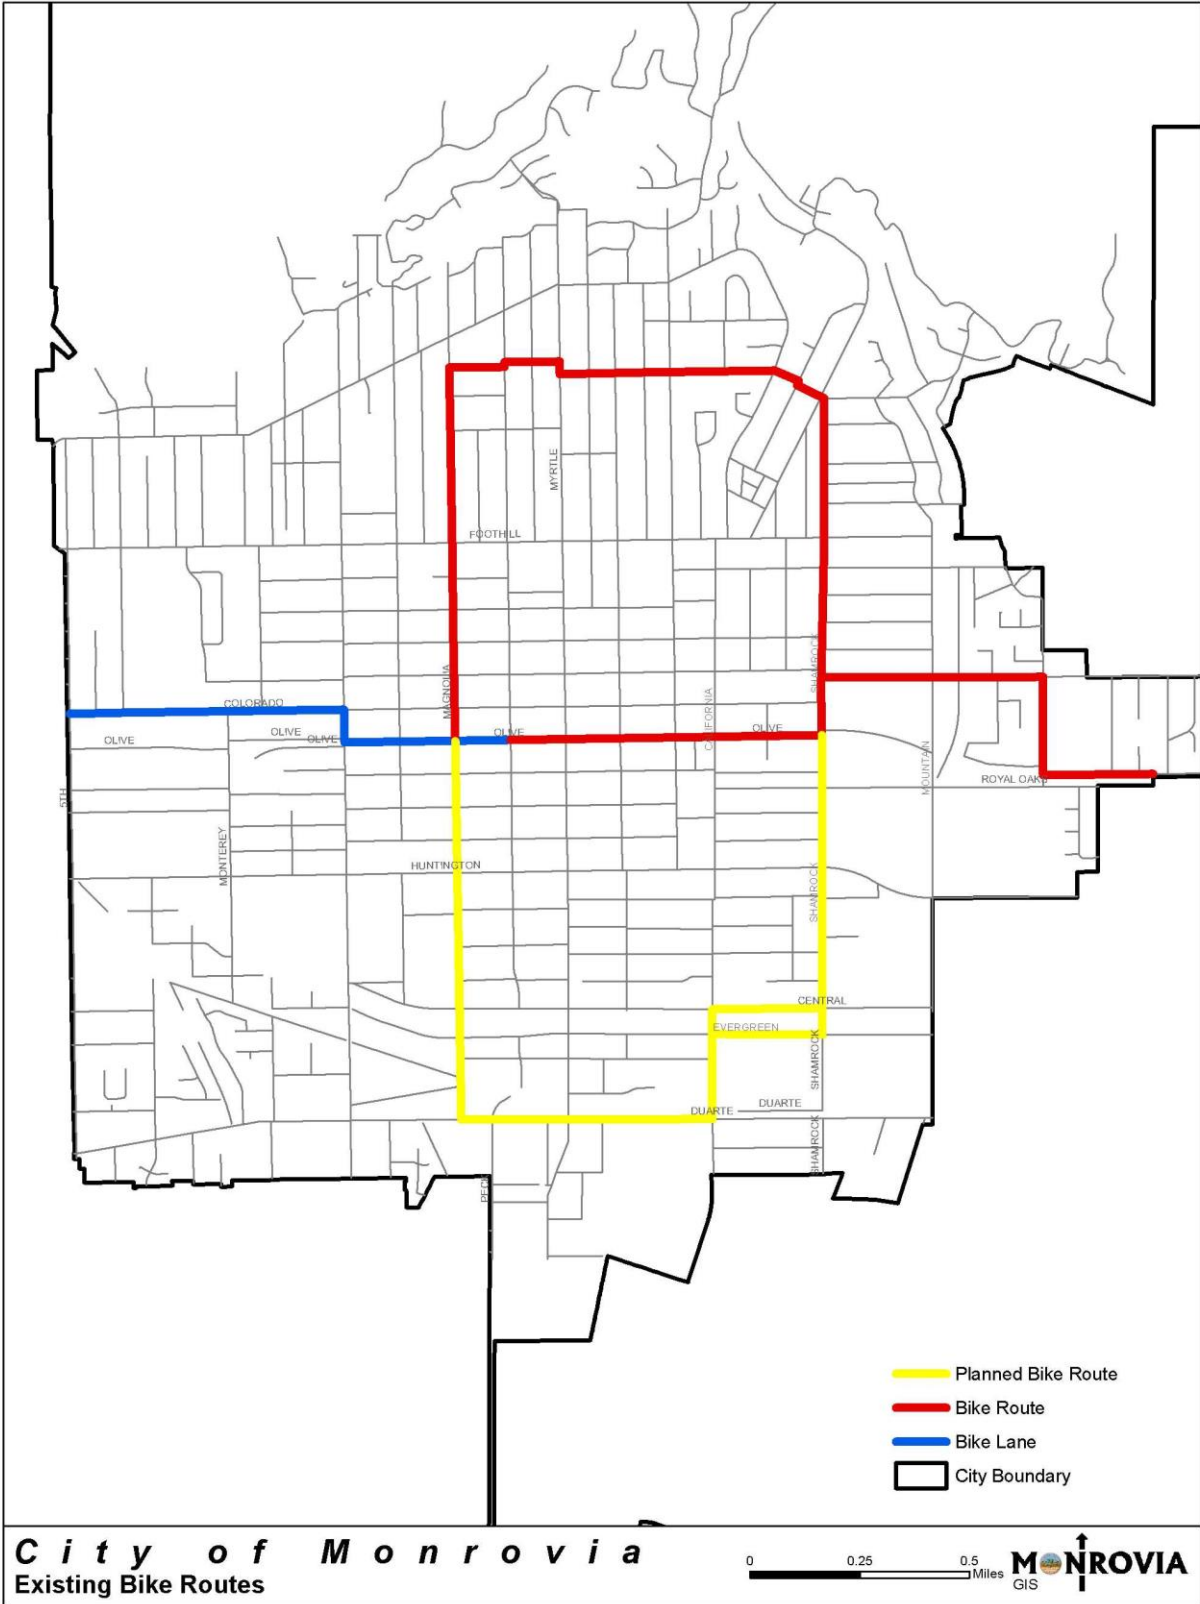 MYRTLE
FOOTHILL
SHAMROCK
MAGNOLIA
COLORADO
CALIFORNIA
OLIVE
OLIVE
OLIVE
OLIVE
OLIVE
MOUNTAIN
ROYAL OAKS
5TH
MONTEREY
HUNTINGTON
SHAMROCK
CENTRAL
EVERGREEN
SHAMROCK
DUARTE
DUARTE
SHAMROCK
PECK
Planned Bike Route
Bike Route
Bike Lane
City Boundary
City of Monrovia
Existing Bike Routes
0 0.25 0.5
Miles
MONROVIA
GIS